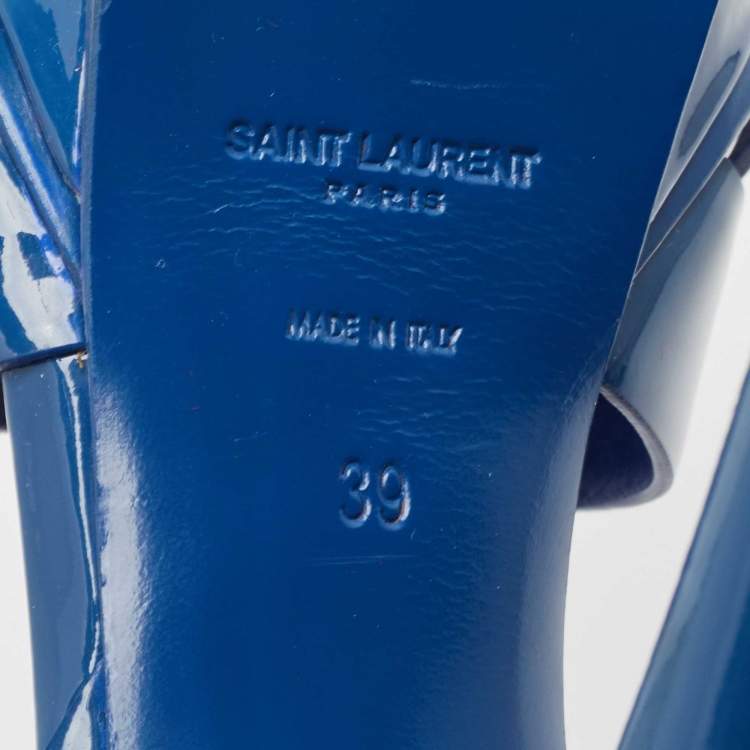 SAINT LAURENT
PARIS
MADE IN ITALY
39